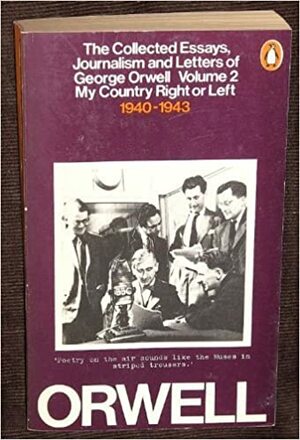 The Collected Essays,
Journalism and Letters of
George Orwell Volume 2
My Country Right or Left
1940-1943
BBC
'Poetry on the air sounds like the Muses in
striped trousers.'
ORWELL